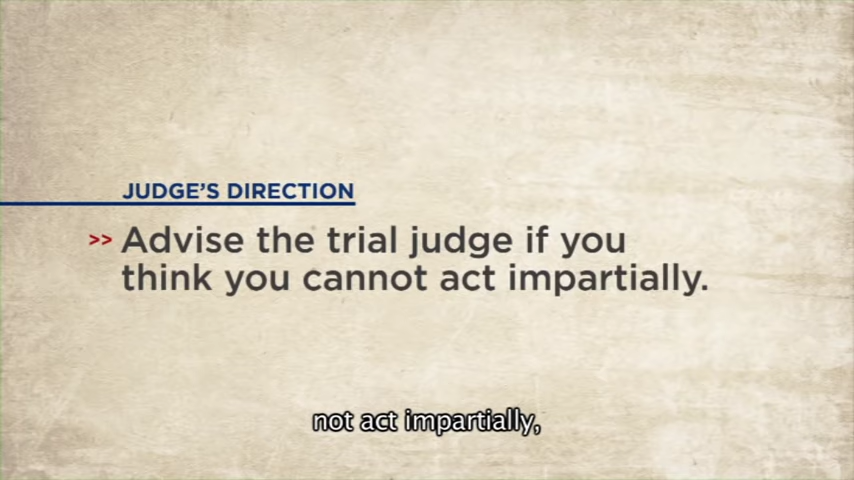 JUDGE'S DIRECTION
>> Advise the trial judge if you
think you cannot act impartially.
not act impartially,